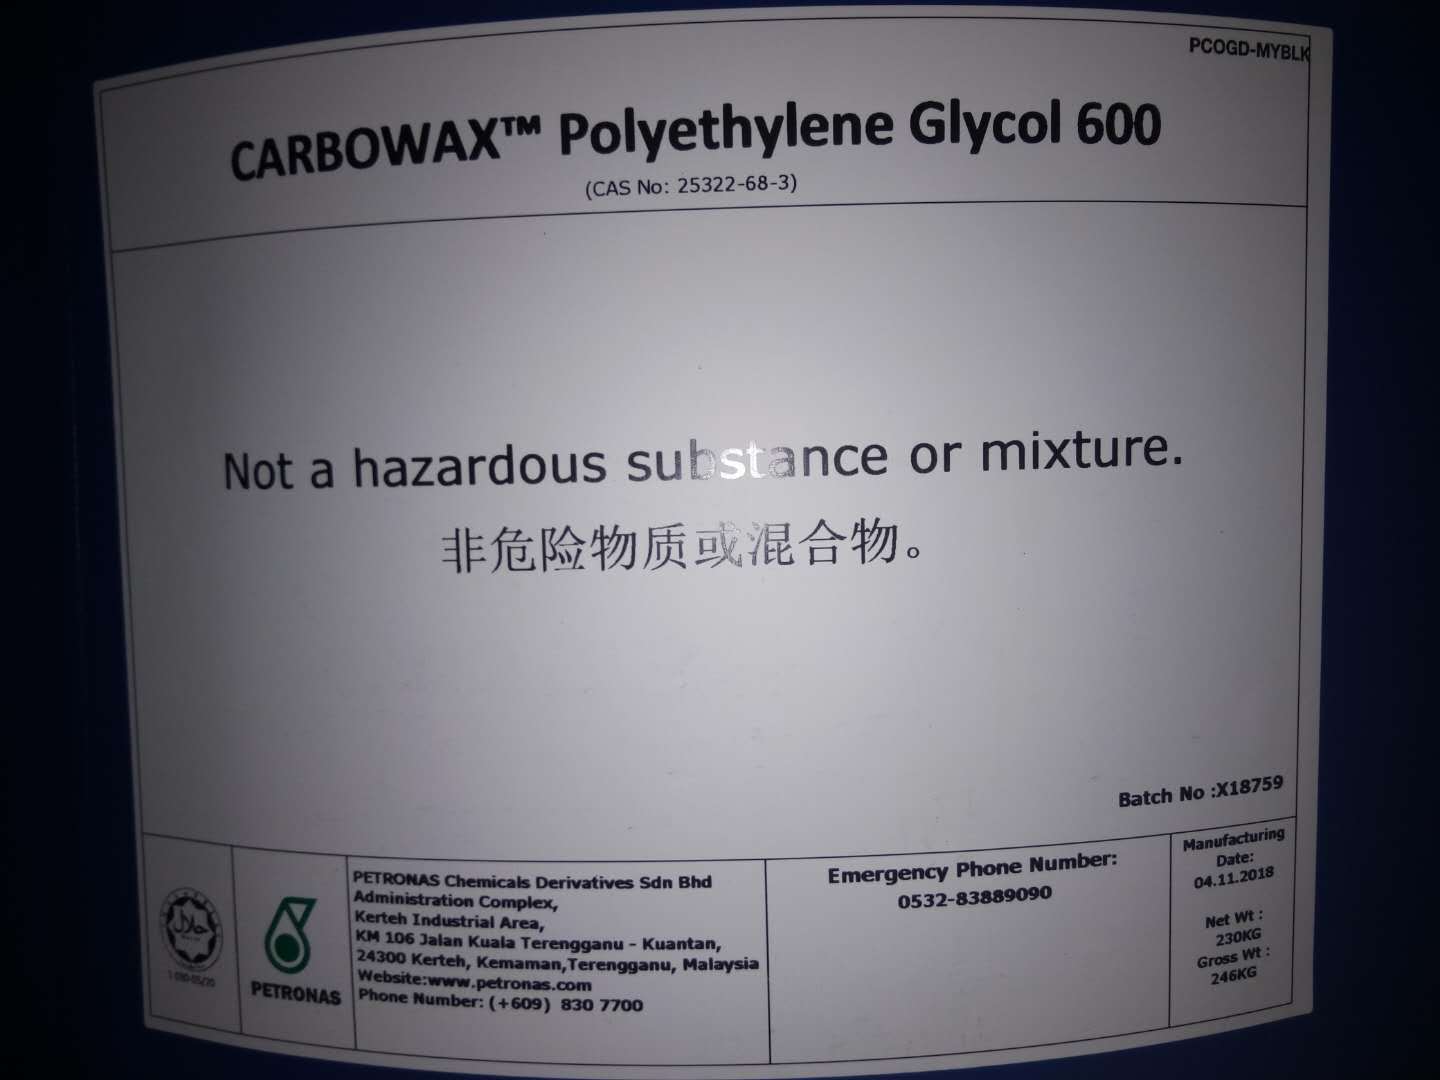 PCOGD-MYBLK
CARBOWAX™ Polyethylene Glycol 600
(CAS No: 25322-68-3)
Not a hazardous substance or mixture.
非危险物质或混合物。
Batch No :X18759
PETRONAS
PETRONAS Chemicals Derivatives Sdn Bhd
Administration Complex,
Kerteh Industrial Area,
KM 106 Jalan Kuala Terengganu - Kuantan,
24300 Kerteh, Kemaman,Terengganu, Malaysia
Website:www.petronas.com
Phone Number: (+609) 830 7700
Emergency Phone Number:
0532-83889090
Manufacturing
Date:
04.11.2018
Net Wt :
230KG
Gross Wt :
246KG